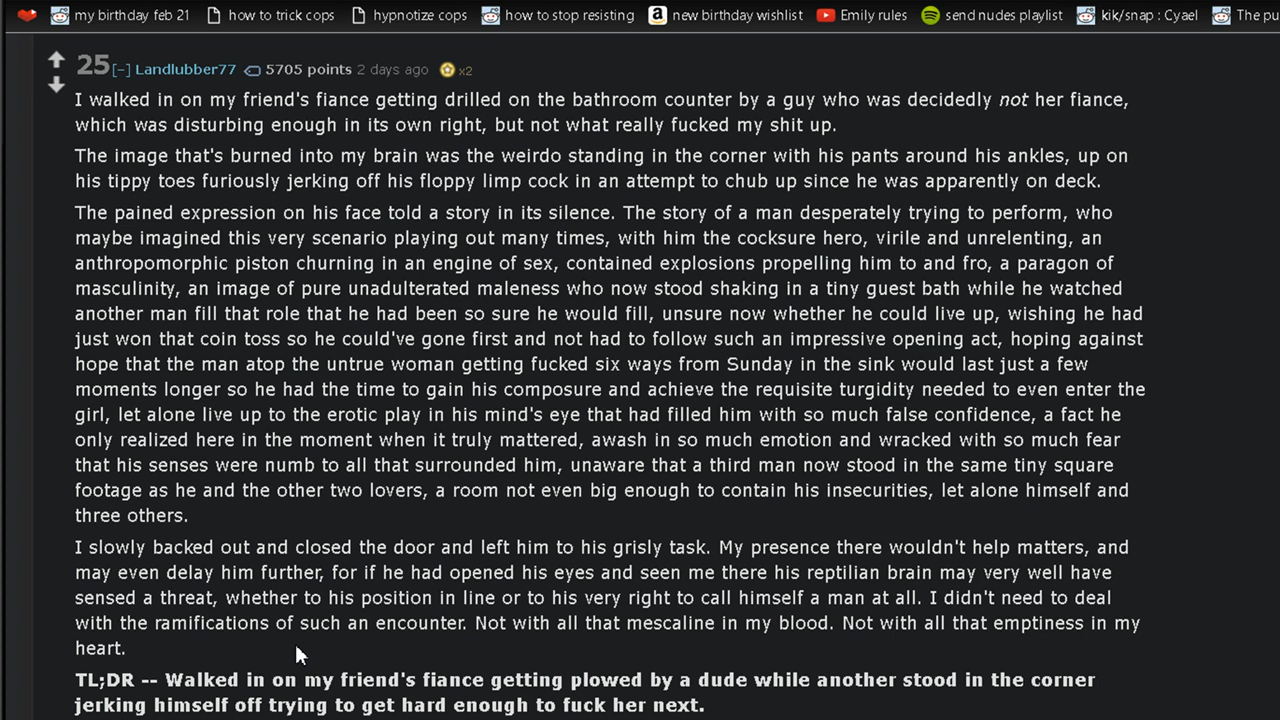 my birthday feb 21 how to trick cops hypnotize cops how to stop resisting new birthday wishlist Emily rules send nudes playlist kik/snap : Cyael The pu
25 [-] Landlubber77 5705 points 2 days ago x2
I walked in on my friend's fiance getting drilled on the bathroom counter by a guy who was decidedly not her fiance,
which was disturbing enough in its own right, but not what really fucked my shit up.
The image that's burned into my brain was the weirdo standing in the corner with his pants around his ankles, up on
his tippy toes furiously jerking off his floppy limp cock in an attempt to chub up since he was apparently on deck.
The pained expression on his face told a story in its silence. The story of a man desperately trying to perform, who
maybe imagined this very scenario playing out many times, with him the cocksure hero, virile and unrelenting, an
anthropomorphic piston churning in an engine of sex, contained explosions propelling him to and fro, a paragon of
masculinity, an image of pure unadulterated maleness who now stood shaking in a tiny guest bath while he watched
another man fill that role that he had been so sure he would fill, unsure now whether he could live up, wishing he had
just won that coin toss so he could've gone first and not had to follow such an impressive opening act, hoping against
hope that the man atop the untrue woman getting fucked six ways from Sunday in the sink would last just a few
moments longer so he had the time to gain his composure and achieve the requisite turgidity needed to even enter the
girl, let alone live up to the erotic play in his mind's eye that had filled him with so much false confidence, a fact he
only realized here in the moment when it truly mattered, awash in so much emotion and wracked with so much fear
that his senses were numb to all that surrounded him, unaware that a third man now stood in the same tiny square
footage as he and the other two lovers, a room not even big enough to contain his insecurities, let alone himself and
three others.
I slowly backed out and closed the door and left him to his grisly task. My presence there wouldn't help matters, and
may even delay him further, for if he had opened his eyes and seen me there his reptilian brain may very well have
sensed a threat, whether to his position in line or to his very right to call himself a man at all. I didn't need to deal
with the ramifications of such an encounter. Not with all that mescaline in my blood. Not with all that emptiness in my
heart.
TL;DR -- Walked in on my friend's fiance getting plowed by a dude while another stood in the corner
jerking himself off trying to get hard enough to fuck her next.